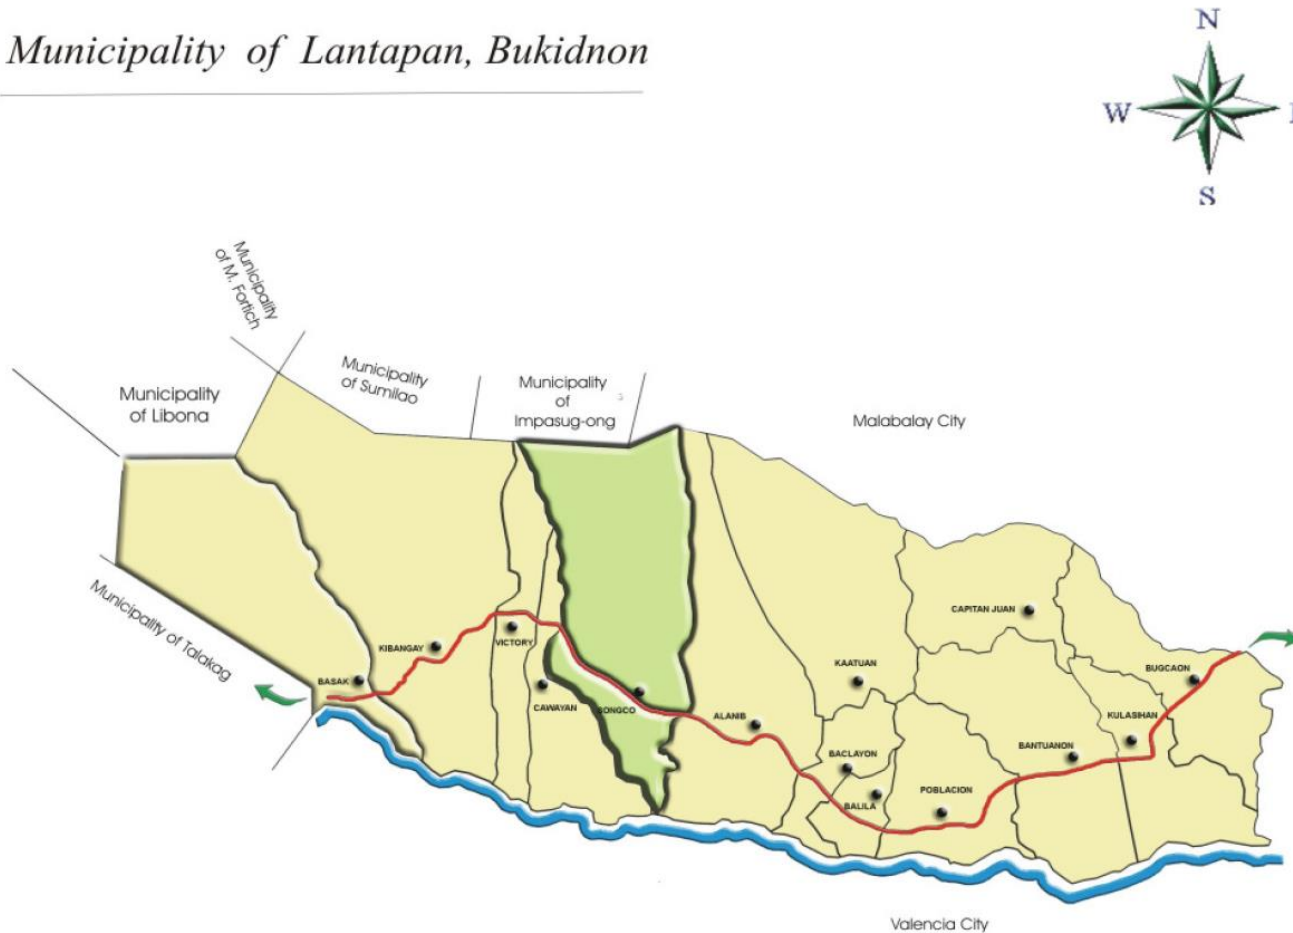 Municipality of Lantapan, Bukidnon
N
W
S
Municipality
of M. Fortich
Municipality
of Libona
Municipality
of Sumilao
Municipality
of
Impasug-ong
Malabalay City
Municipality of Talakag
CAPITAN JUAN
KIBANGAY
VICTORY
BASAK
CAWAYAN
SONGCO
ALANIB
KAATUAN
BUGCAON
KULASIHAN
BANTUANON
BACLAYON
BALILA
POBLACION
Valencia City